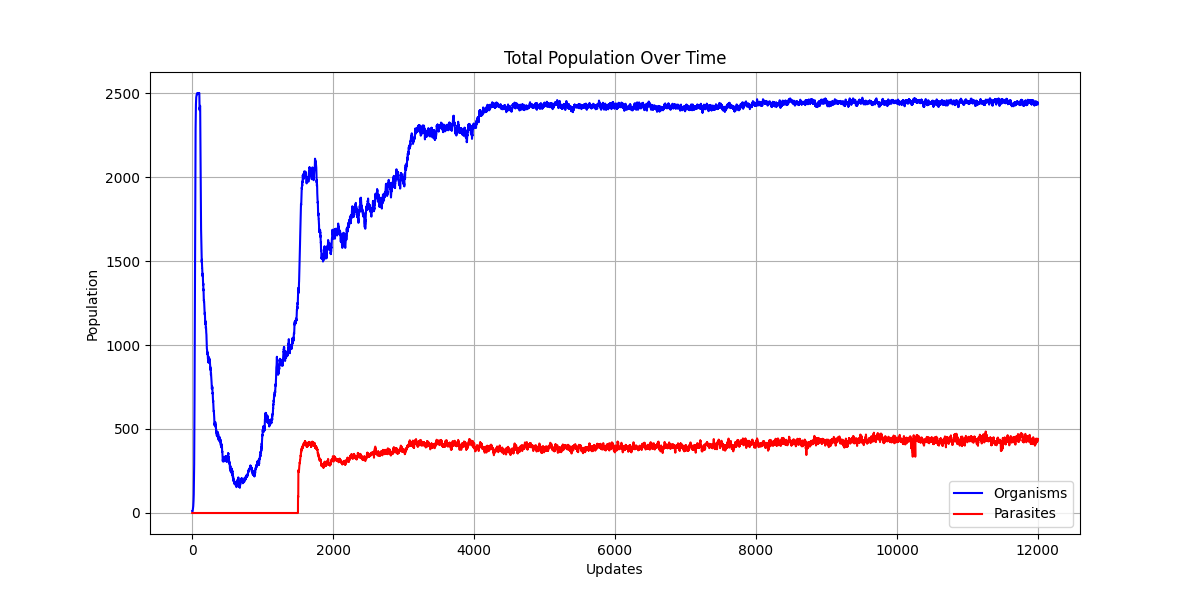 Total Population Over Time
Population
2500
2000
1500
1000
500
0
0 2000 4000 6000 8000 10000 12000
Updates
Organisms
Parasites